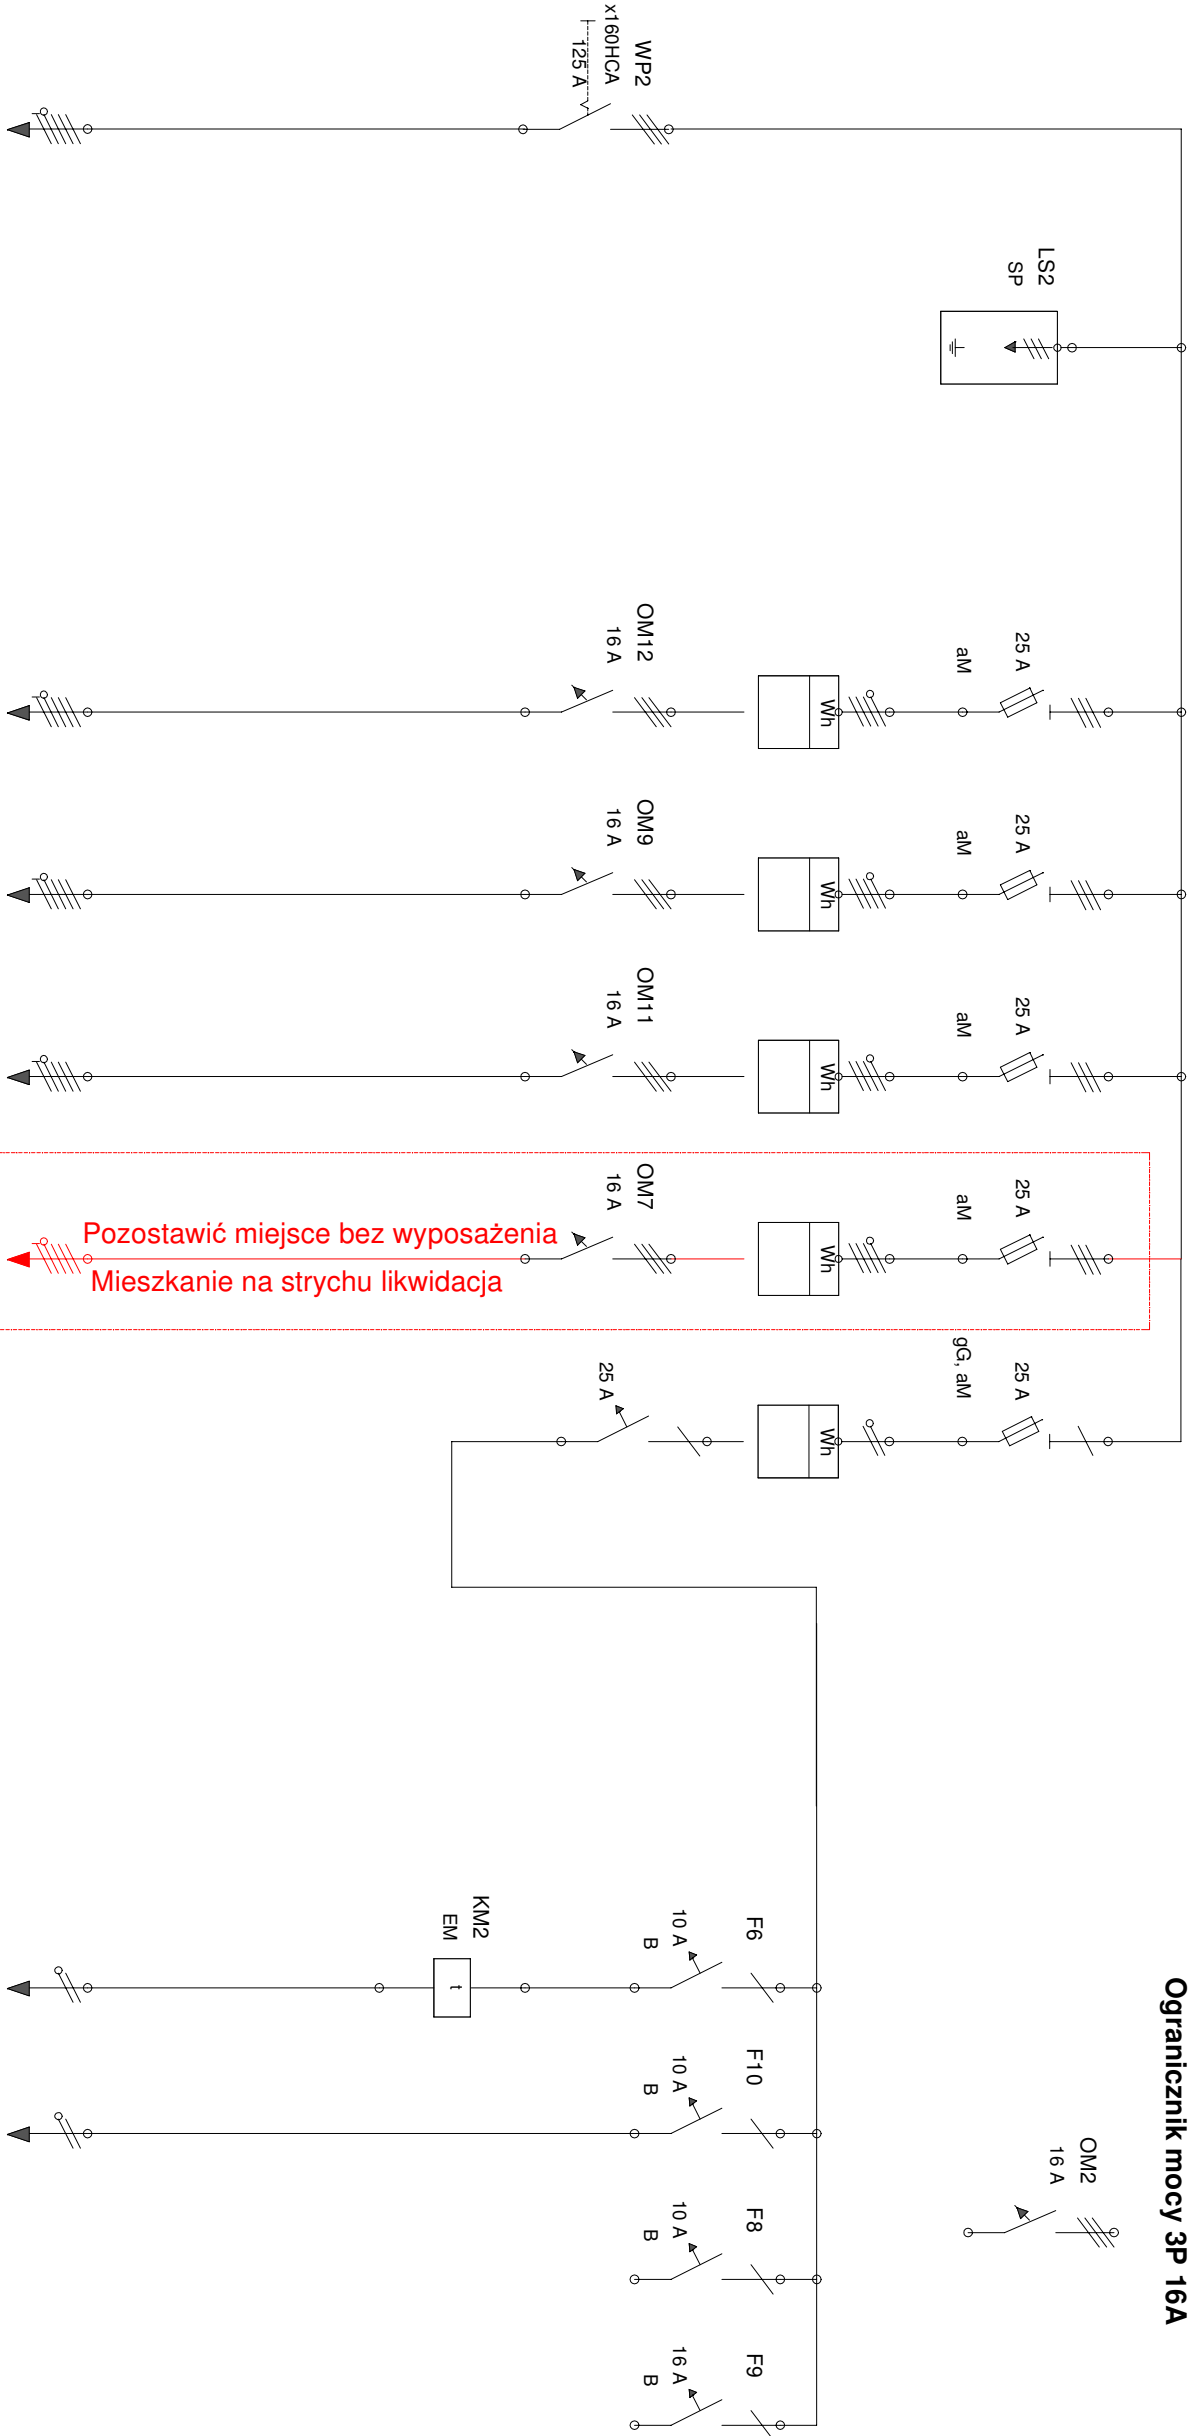 WP2
x160HCA
125 A
LS2
SP
25 A
aM
Wh
OM12
16 A
25 A
aM
Wh
OM9
16 A
25 A
aM
Wh
OM11
16 A
25 A
aM
Wh
OM7
16 A
Pozostawić miejsce bez wyposażenia
Mieszkanie na strychu likwidacja
25 A
gG, aM
Wh
25 A
F6
10 A
B
KM2
EM
t
F10
10 A
B
F8
10 A
B
F9
16 A
B
Ogranicznik mocy 3P 16A
OM2
16 A